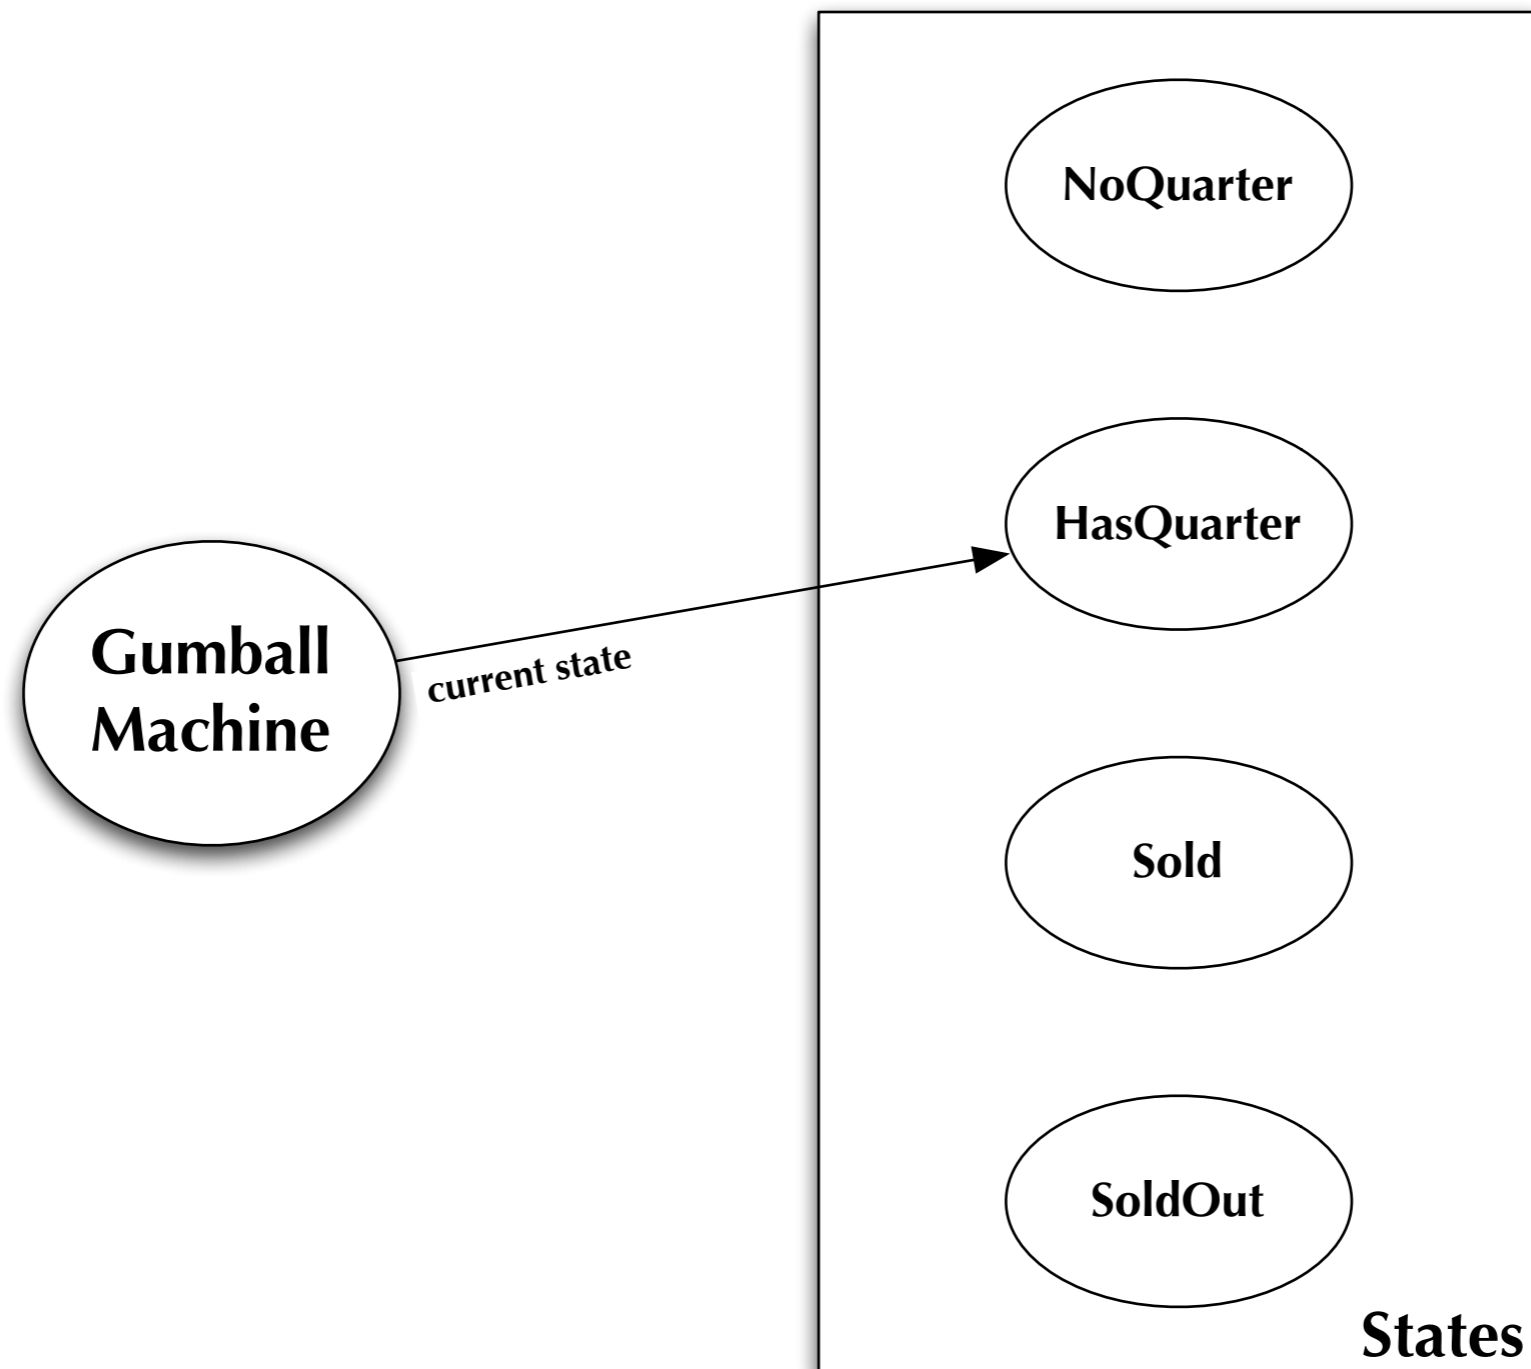 NoQuarter
HasQuarter
Gumball
Machine
current state
Sold
SoldOut
States